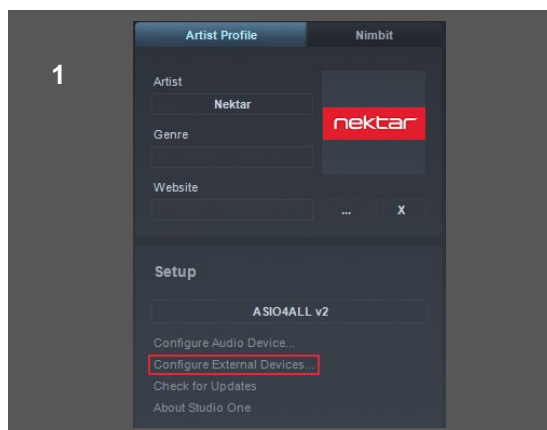 1
Artist Profile Nimbit
Artist
Nektar
nektar
Genre
Website
... X
Setup
ASIO4ALL v2
Configure Audio Device...
Configure External Devices...
Check for Updates
About Studio One